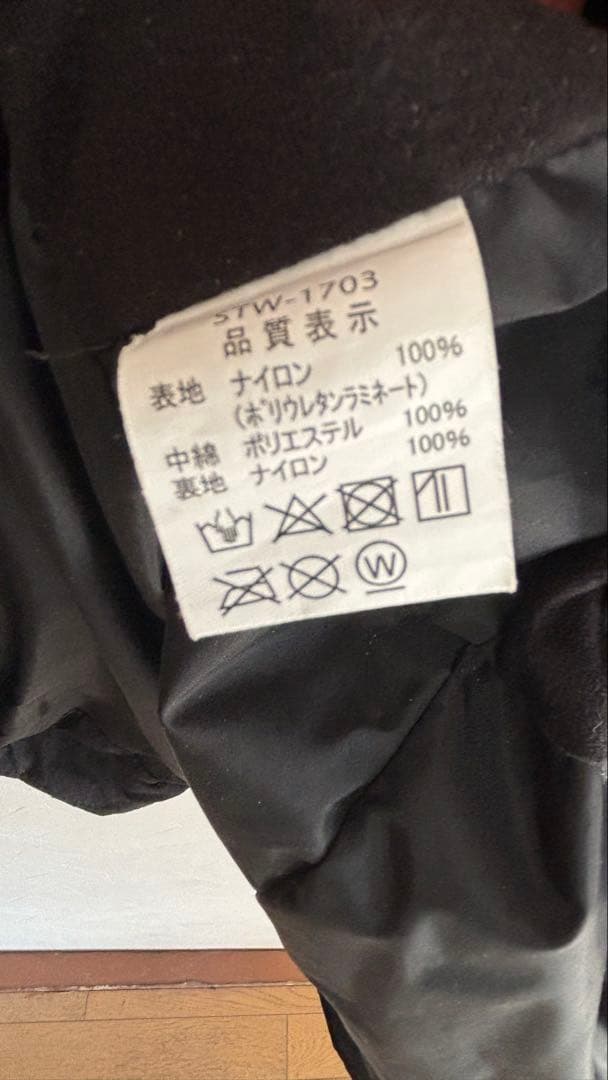 STW-1703
品質表示
表地 ナイロン 100%
(ポリウレタンラミネート)
中綿 ポリエステル 100%
裏地 ナイロン 100%
W